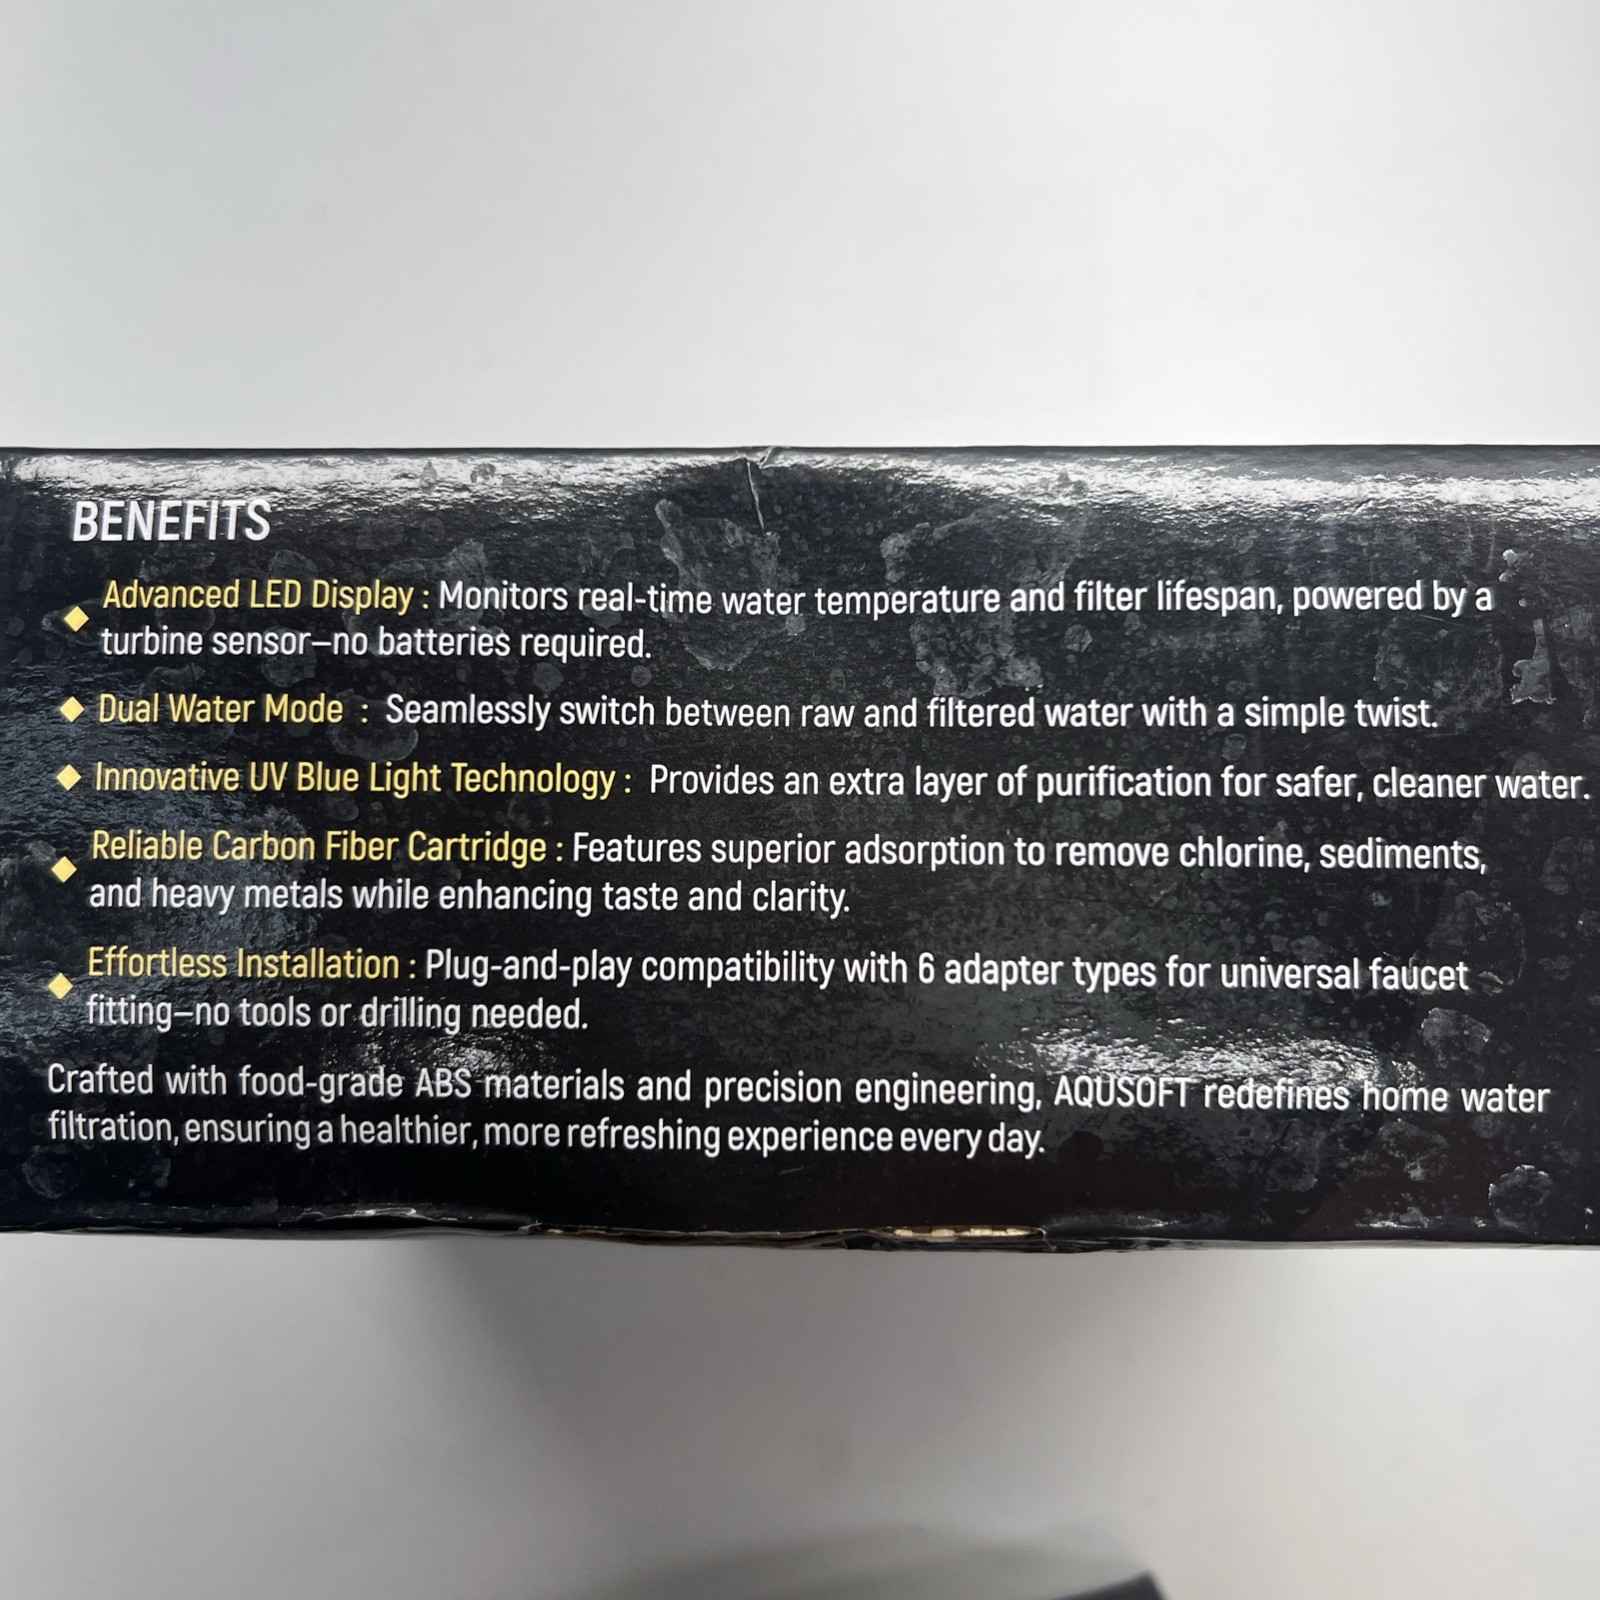 BENEFITS
Advanced LED Display : Monitors real-time water temperature and filter lifespan, powered by a
turbine sensor—no batteries required.
Dual Water Mode : Seamlessly switch between raw and filtered water with a simple twist.
Innovative UV Blue Light Technology : Provides an extra layer of purification for safer, cleaner water.
Reliable Carbon Fiber Cartridge : Features superior adsorption to remove chlorine, sediments,
and heavy metals while enhancing taste and clarity.
Effortless Installation : Plug-and-play compatibility with 6 adapter types for universal faucet
fitting—no tools or drilling needed.
Crafted with food-grade ABS materials and precision engineering, AQUSOFT redefines home water
filtration, ensuring a healthier, more refreshing experience every day.